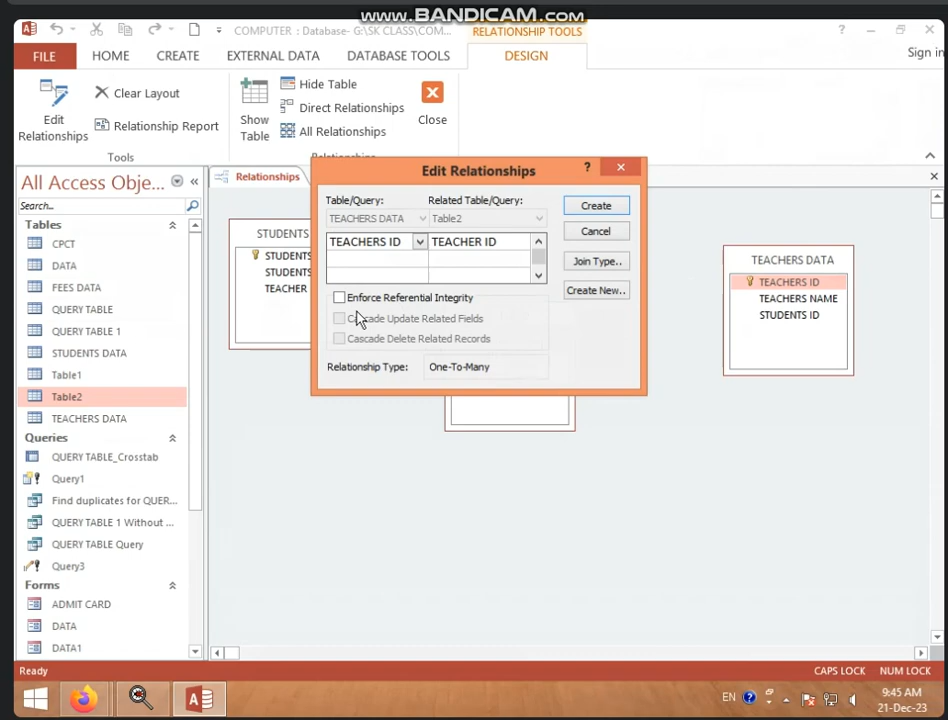 www.BANDICAM.com
COMPUTER : Database- G:\SK CLASS\COM...
RELATIONSHIP TOOLS
FILE
HOME
CREATE
EXTERNAL DATA
DATABASE TOOLS
DESIGN
Sign in
Edit
Relationships
Clear Layout
Relationship Report
Tools
Show
Table
Hide Table
Direct Relationships
All Relationships
Close
All Access Obje...
Search...
Tables
CPCT
DATA
FEES DATA
QUERY TABLE
QUERY TABLE 1
STUDENTS DATA
Table1
Table2
TEACHERS DATA
Queries
QUERY TABLE_Crosstab
Query1
Find duplicates for QUER...
QUERY TABLE 1 Without ...
QUERY TABLE Query
Query3
Forms
ADMIT CARD
DATA
DATA1
Relationships
STUDENTS
STUDENTS
STUDENTS
TEACHER
Edit Relationships
?
Table/Query:
Related Table/Query:
TEACHERS DATA
Table2
TEACHERS ID
TEACHER ID
Enforce Referential Integrity
Cascade Update Related Fields
Cascade Delete Related Records
Relationship Type:
One-To-Many
Create
Cancel
Join Type..
Create New..
TEACHERS DATA
TEACHERS ID
TEACHERS NAME
STUDENTS ID
Ready
CAPS LOCK
NUM LOCK
EN
9:45 AM
21-Dec-23